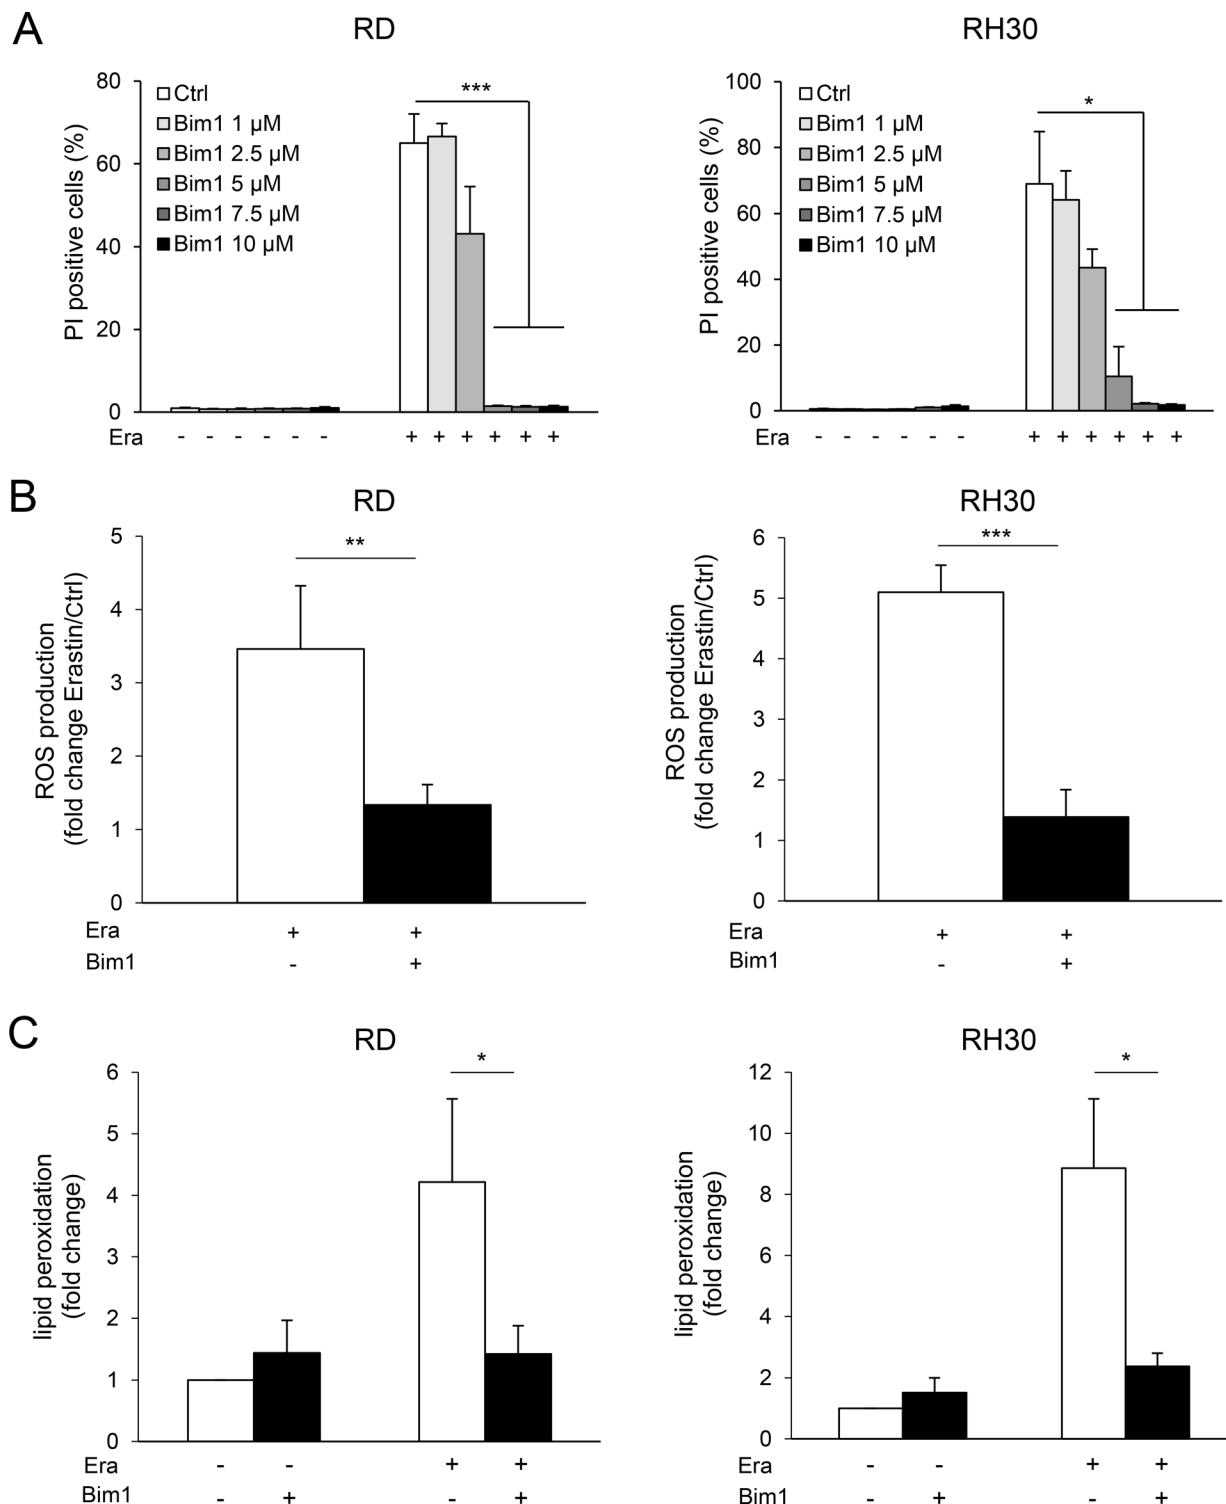 A
RD
RH30
PI positive cells (%)
80
60
40
20
0
Ctrl
Bim1 1 µM
Bim1 2.5 µM
Bim1 5 µM
Bim1 7.5 µM
Bim1 10 µM
***
Era - - - - - - + + + + + +
PI positive cells (%)
100
80
60
40
20
0
Ctrl
Bim1 1 µM
Bim1 2.5 µM
Bim1 5 µM
Bim1 7.5 µM
Bim1 10 µM
*
Era - - - - - - + + + + + +
B
RD
RH30
ROS production
(fold change Erastin/Ctrl)
5
4
3
2
1
0
**
Era + +
Bim1 - +
ROS production
(fold change Erastin/Ctrl)
6
5
4
3
2
1
0
***
Era + +
Bim1 - +
C
RD
RH30
lipid peroxidation
(fold change)
6
5
4
3
2
1
0
*
Era - - + +
Bim1 - + - +
lipid peroxidation
(fold change)
12
10
8
6
4
2
0
*
Era - - + +
Bim1 - + - +